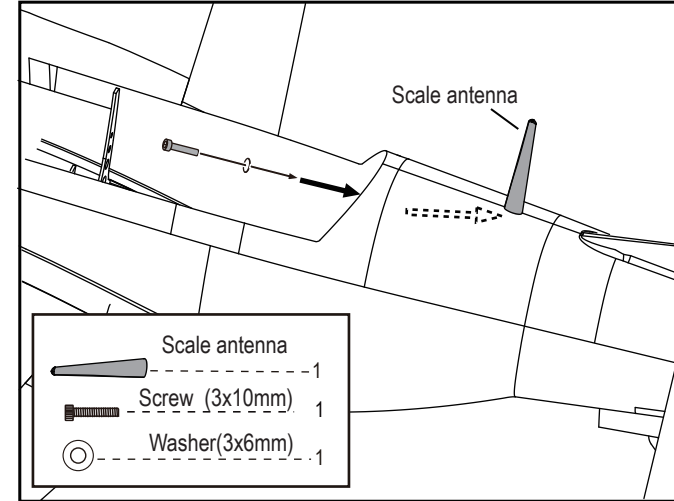 Scale antenna
Scale antenna
1
Screw (3x10mm) 1
Washer(3x6mm)
1